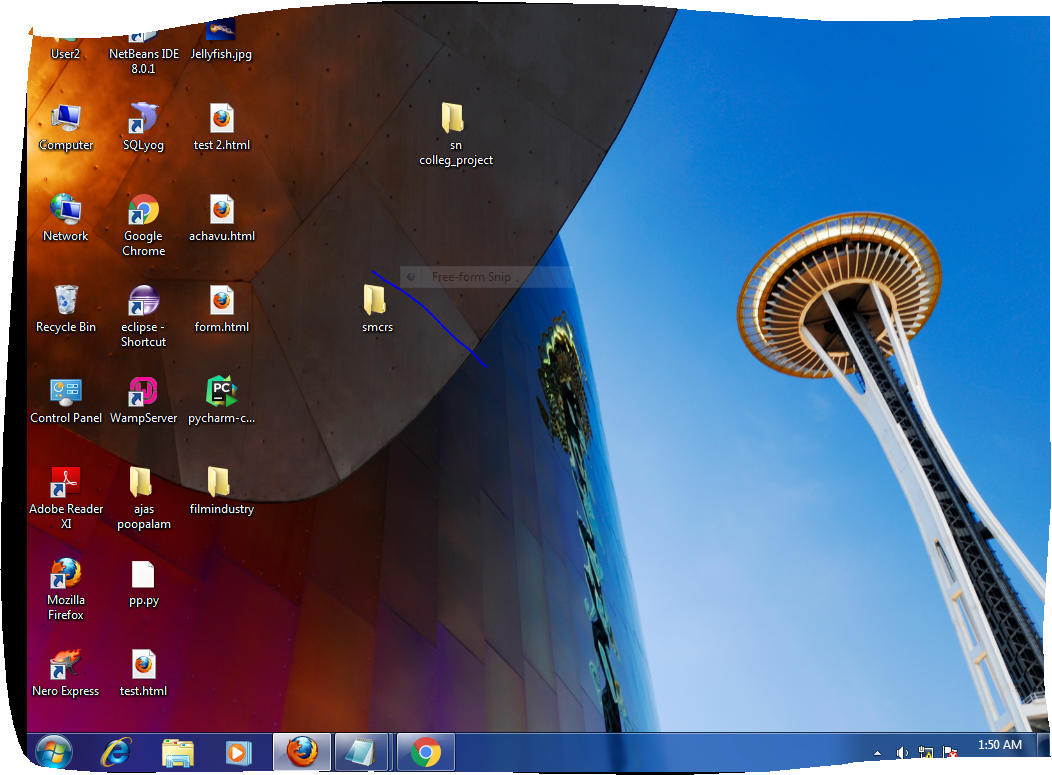 User2
NetBeans IDE
8.0.1
Jellyfish.jpg
Computer
SQLyog
test 2.html
sn
colleg_project
Network
Google
Chrome
achavu.html
Free-form Snip
Recycle Bin
eclipse -
Shortcut
form.html
smcrs
Control Panel
WampServer
PC
pycharm-c...
Adobe Reader
XI
ajas
poopalam
filmindustry
Mozilla
Firefox
pp.py
Nero Express
test.html
1:50 AM